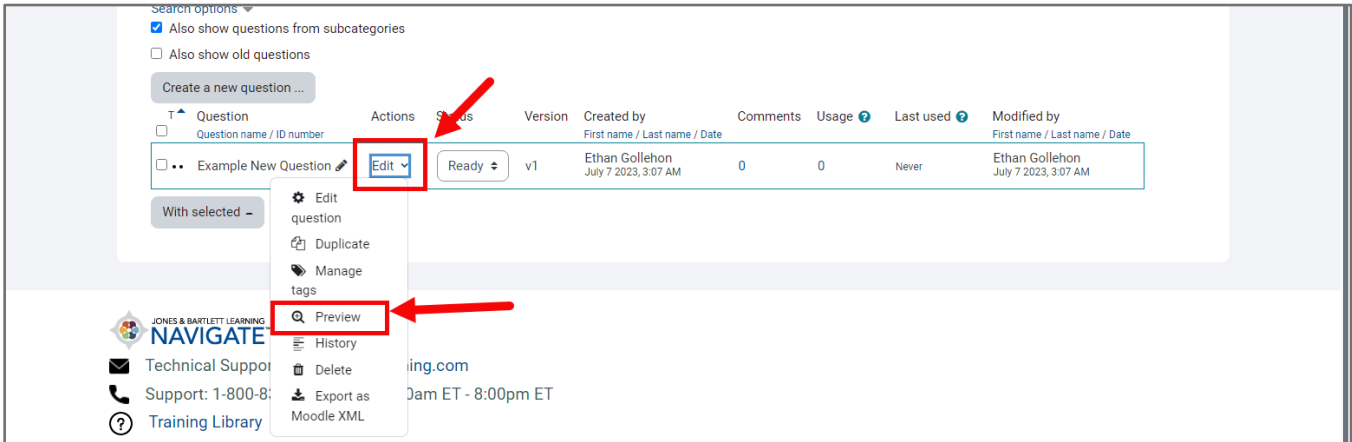 Search options
Also show questions from subcategories
Also show old questions
Create a new question ...
T Question Actions Version Created by Comments Usage Last used Modified by
Question name / ID number First name / Last name / Date First name / Last name / Date
Example New Question Edit Ready v1 Ethan Gollehon 0 0 Never Ethan Gollehon
July 7 2023, 3:07 AM July 7 2023, 3:07 AM
With selected
Edit
question
Duplicate
Manage
tags
Preview
History
Delete
Export as
Moodle XML
JONES & BARTLETT LEARNING
NAVIGATE
Technical .com
Support: 1-800- ET - 8:00pm ET
Training Library